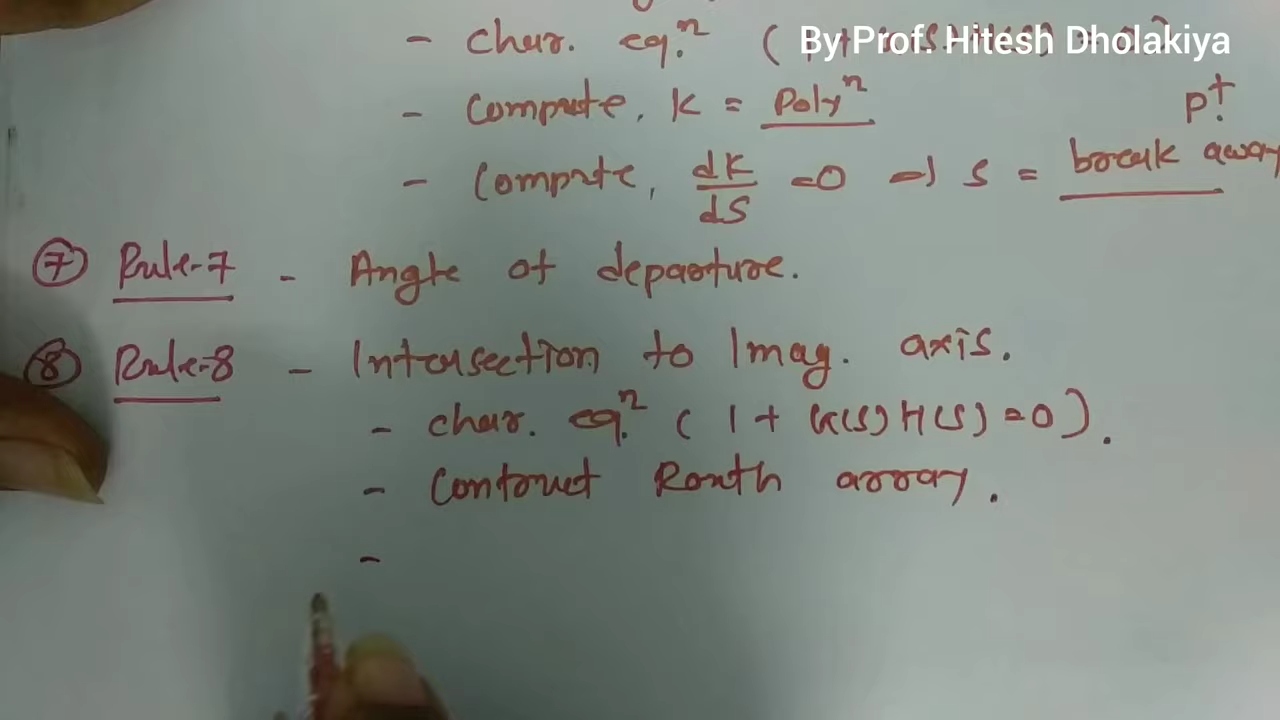 - Char. eq.ⁿ (
By Prof. Hitesh Dholakiya
- Compute, K = Polyⁿ
- Compute, dK/dS = 0 ⇒ S = break away pt.
⑦ Rule-7 - Angle of departure.
⑧ Rule-8 - Intersection to Imag. axis.
- char. eq.ⁿ ( 1 + G(s) H(s) = 0 ).
- Contruct Routh array.
-